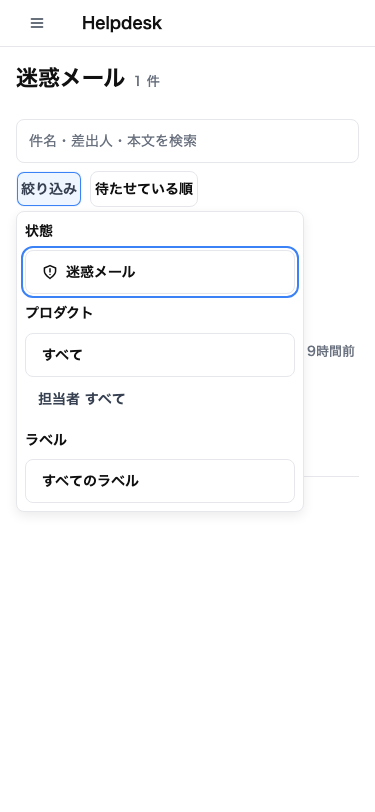 Helpdesk
迷惑メール 1 件
件名・差出人・本文を検索
絞り込み 待たせている順
状態
迷惑メール
プロダクト
すべて
9時間前
担当者 すべて
ラベル
すべてのラベル